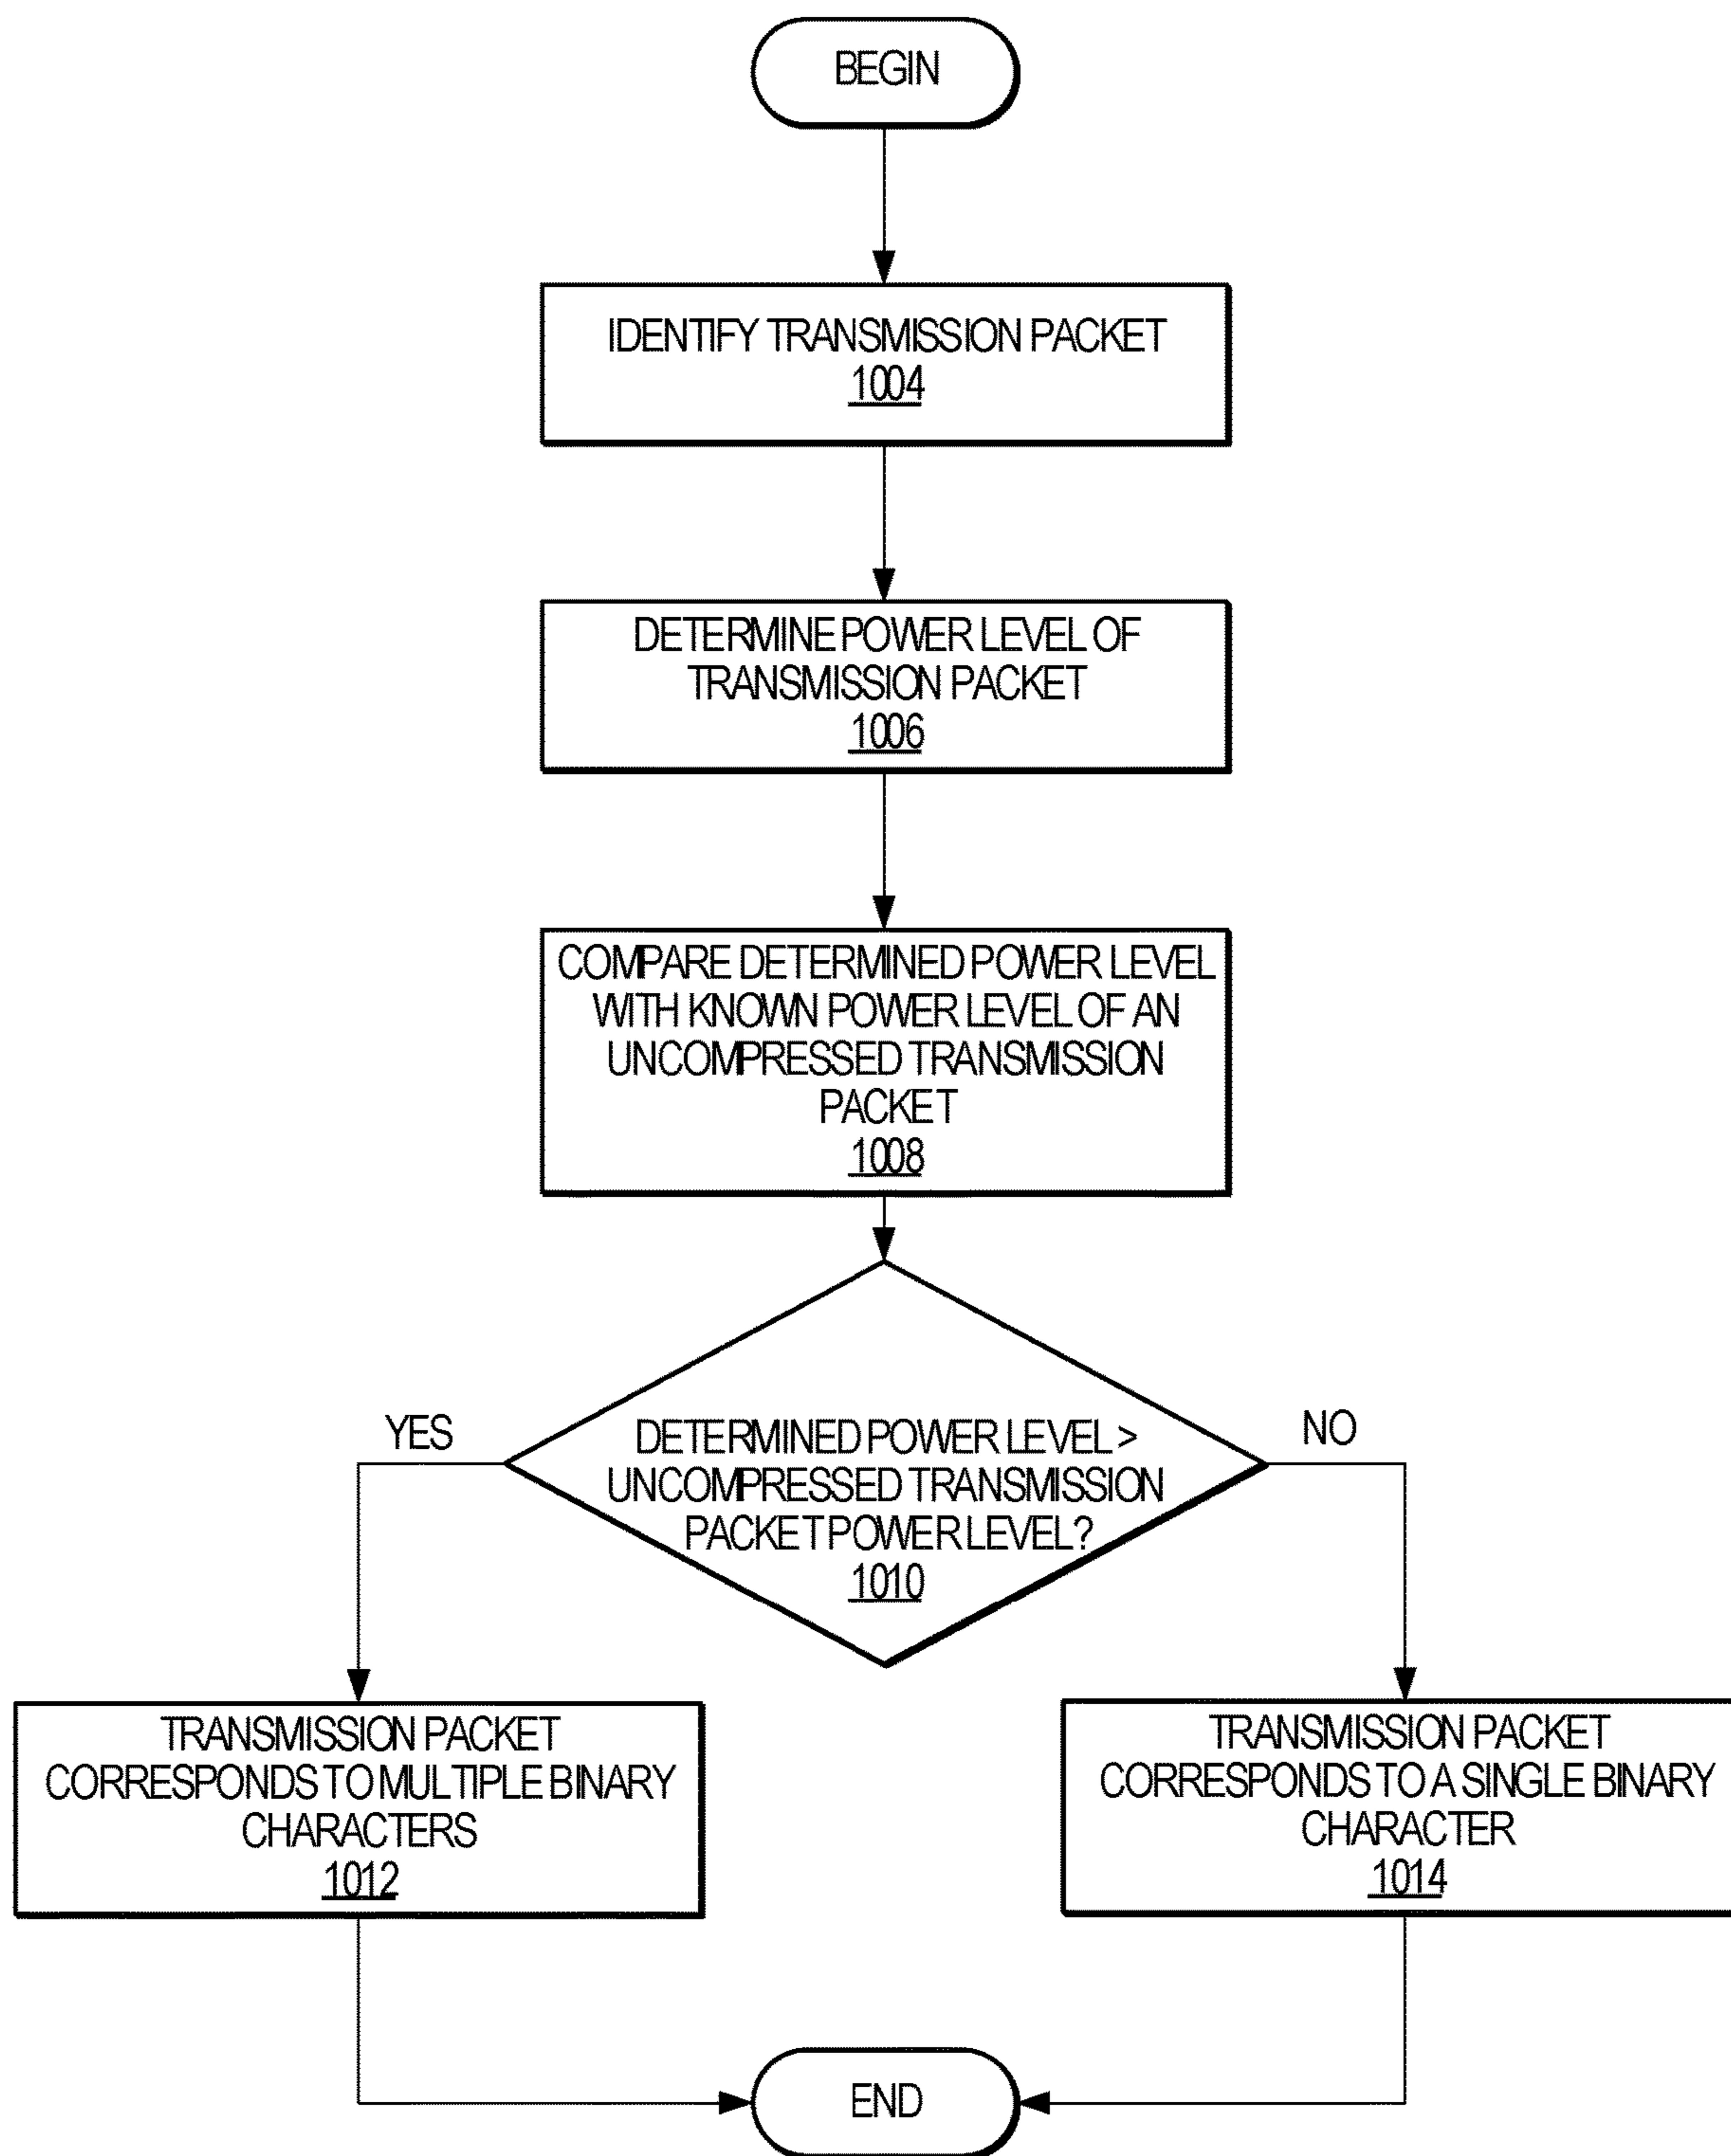 BEGIN
IDENTIFY TRANSMISSION PACKET
1004
DETERMINE POWER LEVEL OF
TRANSMISSION PACKET
1006
COMPARE DETERMINED POWER LEVEL
WITH KNOWN POWER LEVEL OF AN
UNCOMPRESSED TRANSMISSION
PACKET
1008
YES
NO
DETERMINED POWER LEVEL >
UNCOMPRESSED TRANSMISSION
PACKET POWER LEVEL?
1010
TRANSMISSION PACKET
CORRESPONDS TO MULTIPLE BINARY
CHARACTERS
1012
TRANSMISSION PACKET
CORRESPONDS TO A SINGLE BINARY
CHARACTER
1014
END